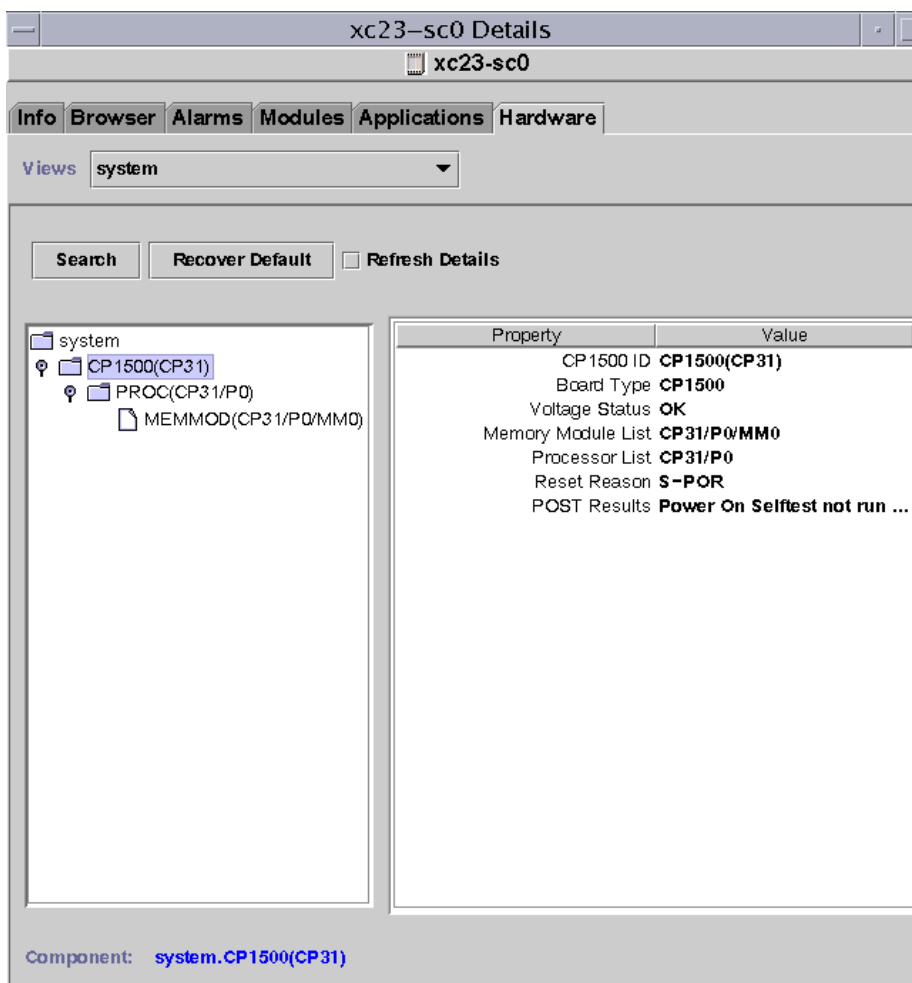 xc23-sc0 Details
xc23-sc0
Info Browser Alarms Modules Applications Hardware
Views system
Search Recover Default Refresh Details
system
CP1500(CP31)
PROC(CP31/P0)
MEMMOD(CP31/P0/MM0)
Property Value
CP1500 ID CP1500(CP31)
Board Type CP1500
Voltage Status OK
Memory Module List CP31/P0/MM0
Processor List CP31/P0
Reset Reason S-POR
POST Results Power On Selftest not run ...
Component: system.CP1500(CP31)